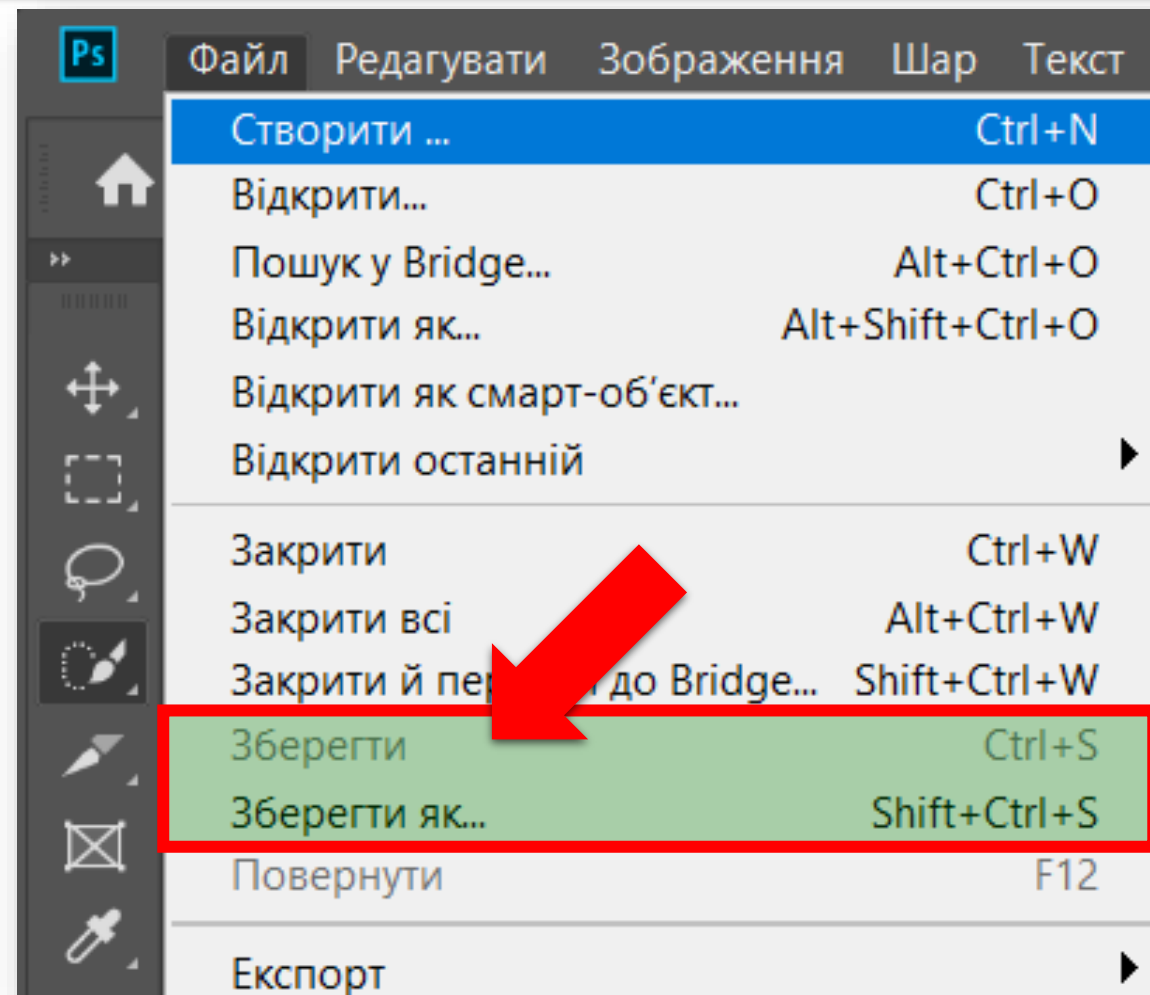 Ps
Файл Редагувати Зображення Шар Текст
Створити ... Ctrl+N
Відкрити... Ctrl+O
Пошук у Bridge... Alt+Ctrl+O
Відкрити як... Alt+Shift+Ctrl+O
Відкрити як смарт-об’єкт...
Відкрити останній
Закрити Ctrl+W
Закрити всі Alt+Ctrl+W
Закрити й до Bridge... Shift+Ctrl+W
Зберегти Ctrl+S
Зберегти як... Shift+Ctrl+S
Повернути F12
Експорт